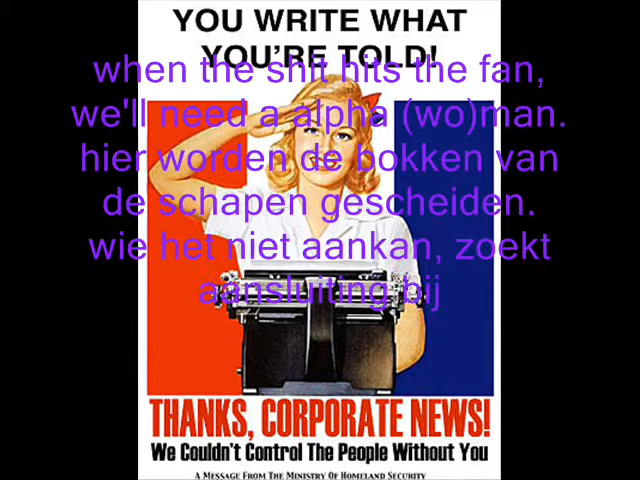 YOU WRITE WHAT
YOU'RE TOLD!
when the shit hits the fan,
we'll need a alpha (wo)man.
hier worden de bokken van
de schapen gescheiden.
wie het niet aankan, zoekt
aansluiting bij
THANKS, CORPORATE NEWS!
We Couldn't Control The People Without You
A MESSAGE FROM THE MINISTRY OF HOMELAND SECURITY